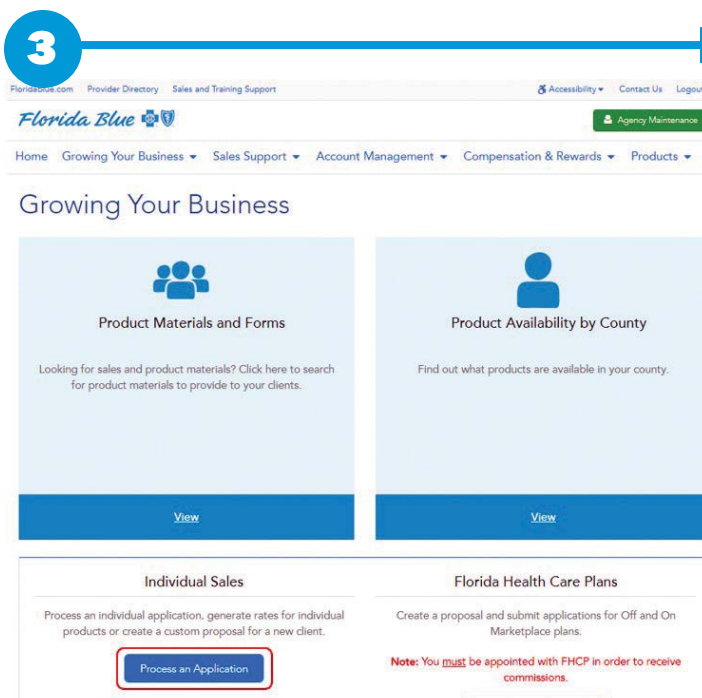 3
Floridablue.com Provider Directory Sales and Training Support Accessibility Contact Us Logout
Florida Blue Agency Maintenance
Home Growing Your Business Sales Support Account Management Compensation & Rewards Products
Growing Your Business
Product Materials and Forms
Looking for sales and product materials? Click here to search
for product materials to provide to your clients.
View
Product Availability by County
Find out what products are available in your county.
View
Individual Sales
Process an individual application, generate rates for individual
products or create a custom proposal for a new client.
Process an Application
Florida Health Care Plans
Create a proposal and submit applications for Off and On
Marketplace plans.
Note: You must be appointed with FHCP in order to receive
commissions.